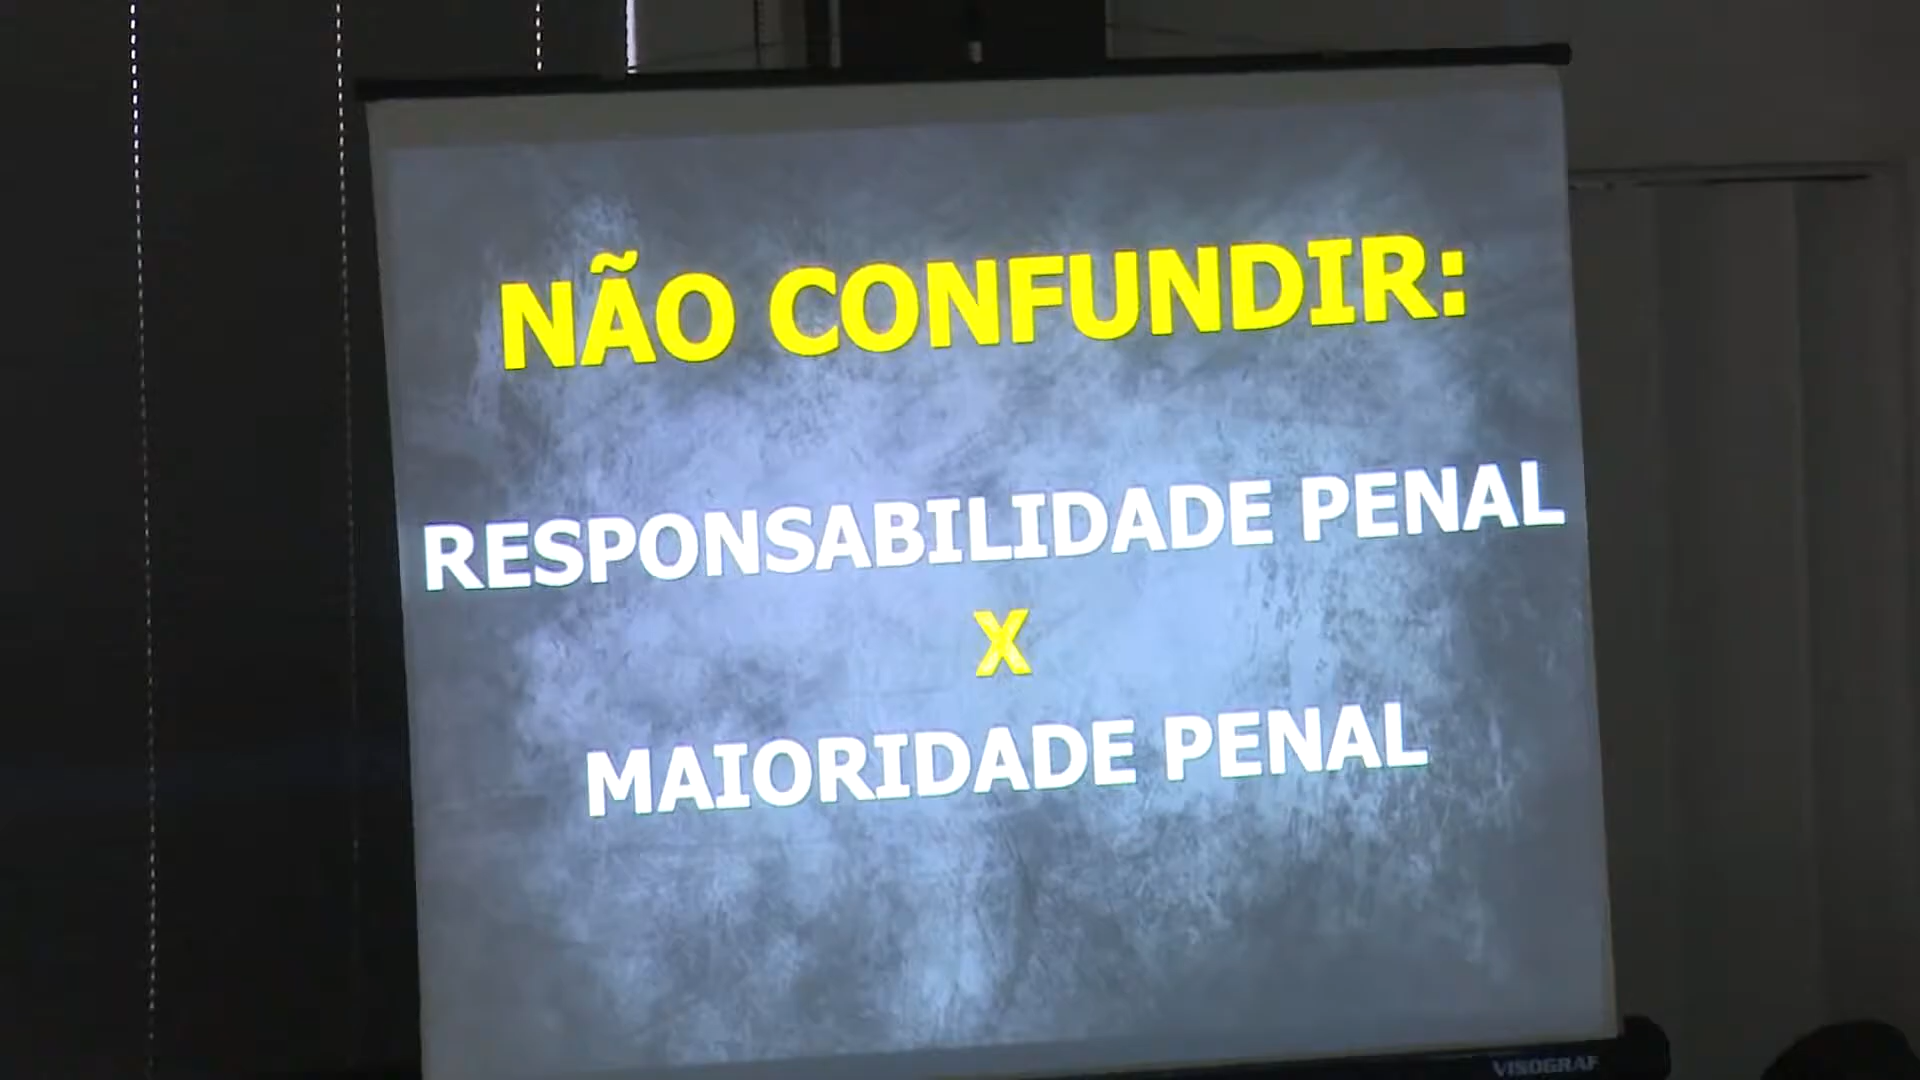 NÃO CONFUNDIR:
RESPONSABILIDADE PENAL
X
MAIORIDADE PENAL
VISOGRAF